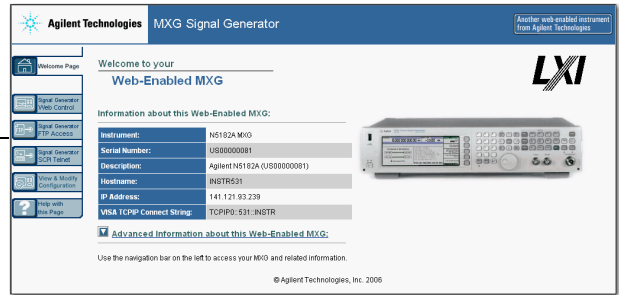 Agilent Technologies
MXG Signal Generator
Another web-enabled instrument
from Agilent Technologies
Welcome Page
Signal Generator
Web Control
Signal Generator
FTP Access
Signal Generator
SCPI Telnet
View & Modify
Configuration
Help with
this Page
Welcome to your
Web-Enabled MXG
LXI
Information about this Web-Enabled MXG:
Instrument: N5182A MXG
Serial Number: US00000081
Description: Agilent N5182A (US00000081)
Hostname: INSTR531
IP Address: 141.121.93.239
VISA TCPIP Connect String: TCPIP0::531::INSTR
Advanced Information about this Web-Enabled MXG:
Use the navigation bar on the left to access your MXG and related information.
© Agilent Technologies, Inc. 2006